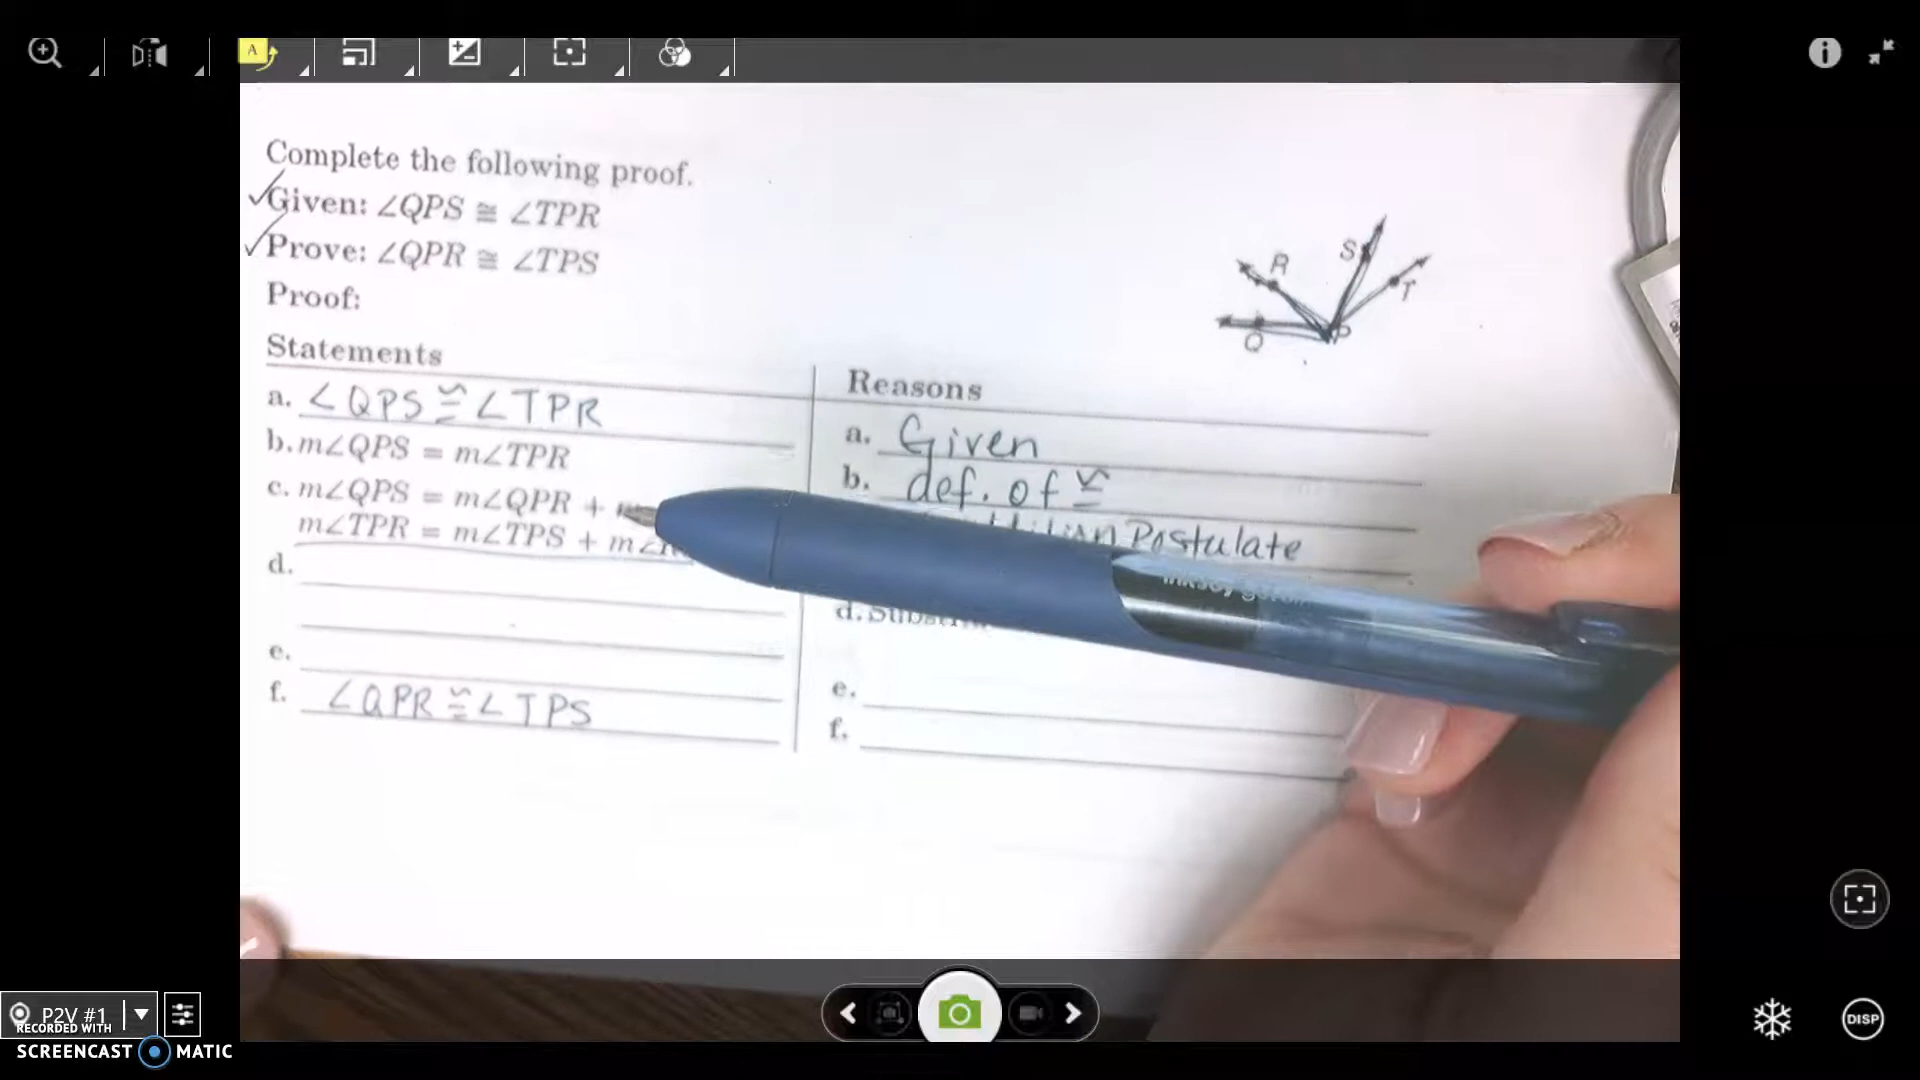 Complete the following proof.
Given: ∠QPS ≅ ∠TPR
Prove: ∠QPR ≅ ∠TPS
Proof:
Statements
a. ∠QPS ≅ ∠TPR
b. m∠QPS = m∠TPR
c. m∠QPS = m∠QPR +
m∠TPR = m∠TPS +
d.
e.
f. ∠QPR ≅ ∠TPS
Reasons
a. Given
b. def. of ≅
Postulate
d.
e.
f.
R
S
T
Q
P
A
P2V #1
RECORDED WITH
SCREENCAST MATIC
DISP